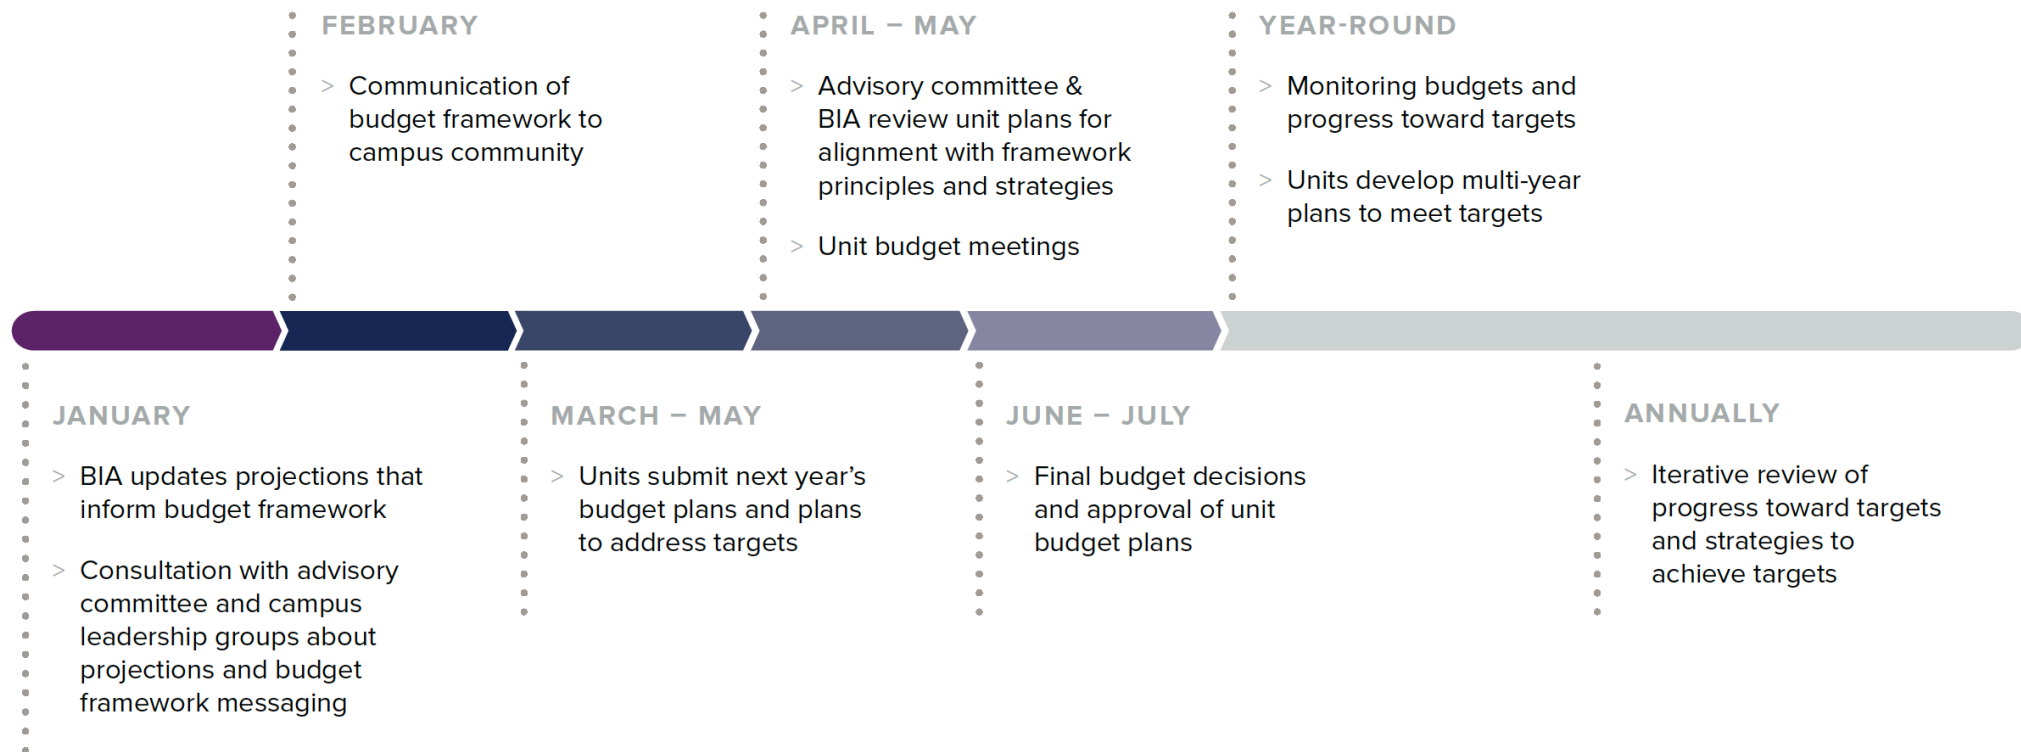 FEBRUARY
> Communication of
budget framework to
campus community
APRIL – MAY
> Advisory committee &
BIA review unit plans for
alignment with framework
principles and strategies
> Unit budget meetings
YEAR-ROUND
> Monitoring budgets and
progress toward targets
> Units develop multi-year
plans to meet targets
JANUARY
> BIA updates projections that
inform budget framework
> Consultation with advisory
committee and campus
leadership groups about
projections and budget
framework messaging
MARCH – MAY
> Units submit next year’s
budget plans and plans
to address targets
JUNE – JULY
> Final budget decisions
and approval of unit
budget plans
ANNUALLY
> Iterative review of
progress toward targets
and strategies to
achieve targets